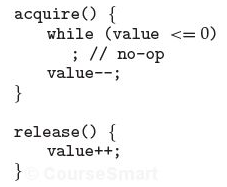 acquire() {
while (value <= 0)
; // no-op
value--;
}
release() {
value++;
}
© CourseSmart